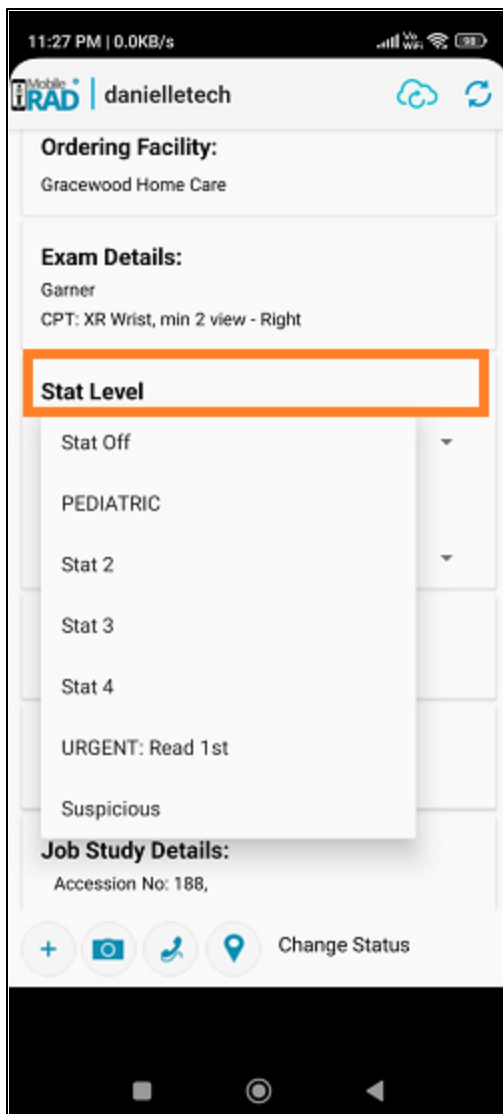 11:27 PM | 0.0KB/s Vo WiFi 98
Mobile RAD | danielletech
Ordering Facility:
Gracewood Home Care
Exam Details:
Garner
CPT: XR Wrist, min 2 view - Right
Stat Level
Stat Off
PEDIATRIC
Stat 2
Stat 3
Stat 4
URGENT: Read 1st
Suspicious
Job Study Details:
Accession No: 188,
+ Change Status